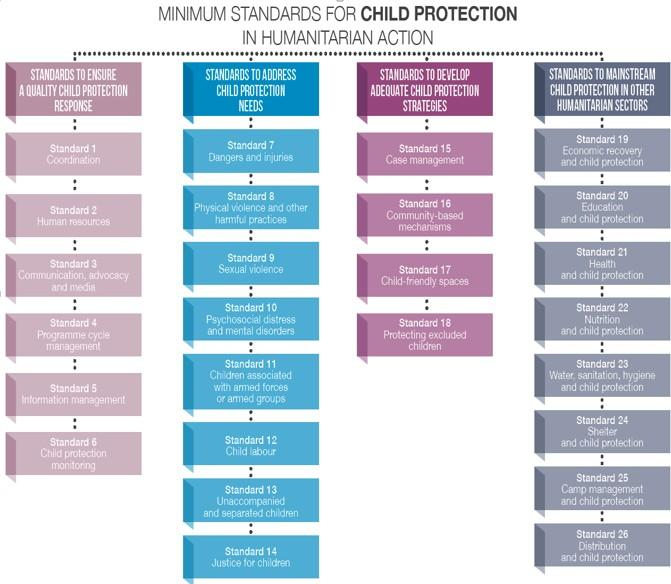 MINIMUM STANDARDS FOR CHILD PROTECTION
IN HUMANITARIAN ACTION
STANDARDS TO ENSURE
A QUALITY CHILD PROTECTION
RESPONSE
Standard 1
Coordination
Standard 2
Human resources
Standard 3
Communication, advocacy
and media
Standard 4
Programme cycle
management
Standard 5
Information management
Standard 6
Child protection
monitoring
STANDARDS TO ADDRESS
CHILD PROTECTION
NEEDS
Standard 7
Dangers and injuries
Standard 8
Physical violence and other
harmful practices
Standard 9
Sexual violence
Standard 10
Psychosocial distress
and mental disorders
Standard 11
Children associated
with armed forces
or armed groups
Standard 12
Child labour
Standard 13
Unaccompanied
and separated children
Standard 14
Justice for children
STANDARDS TO DEVELOP
ADEQUATE CHILD PROTECTION
STRATEGIES
Standard 15
Case management
Standard 16
Community-based
mechanisms
Standard 17
Child-friendly spaces
Standard 18
Protecting excluded
children
STANDARDS TO MAINSTREAM
CHILD PROTECTION IN OTHER
HUMANITARIAN SECTORS
Standard 19
Economic recovery
and child protection
Standard 20
Education
and child protection
Standard 21
Health
and child protection
Standard 22
Nutrition
and child protection
Standard 23
Water, sanitation, hygiene
and child protection
Standard 24
Shelter
and child protection
Standard 25
Camp management
and child protection
Standard 26
Distribution
and child protection